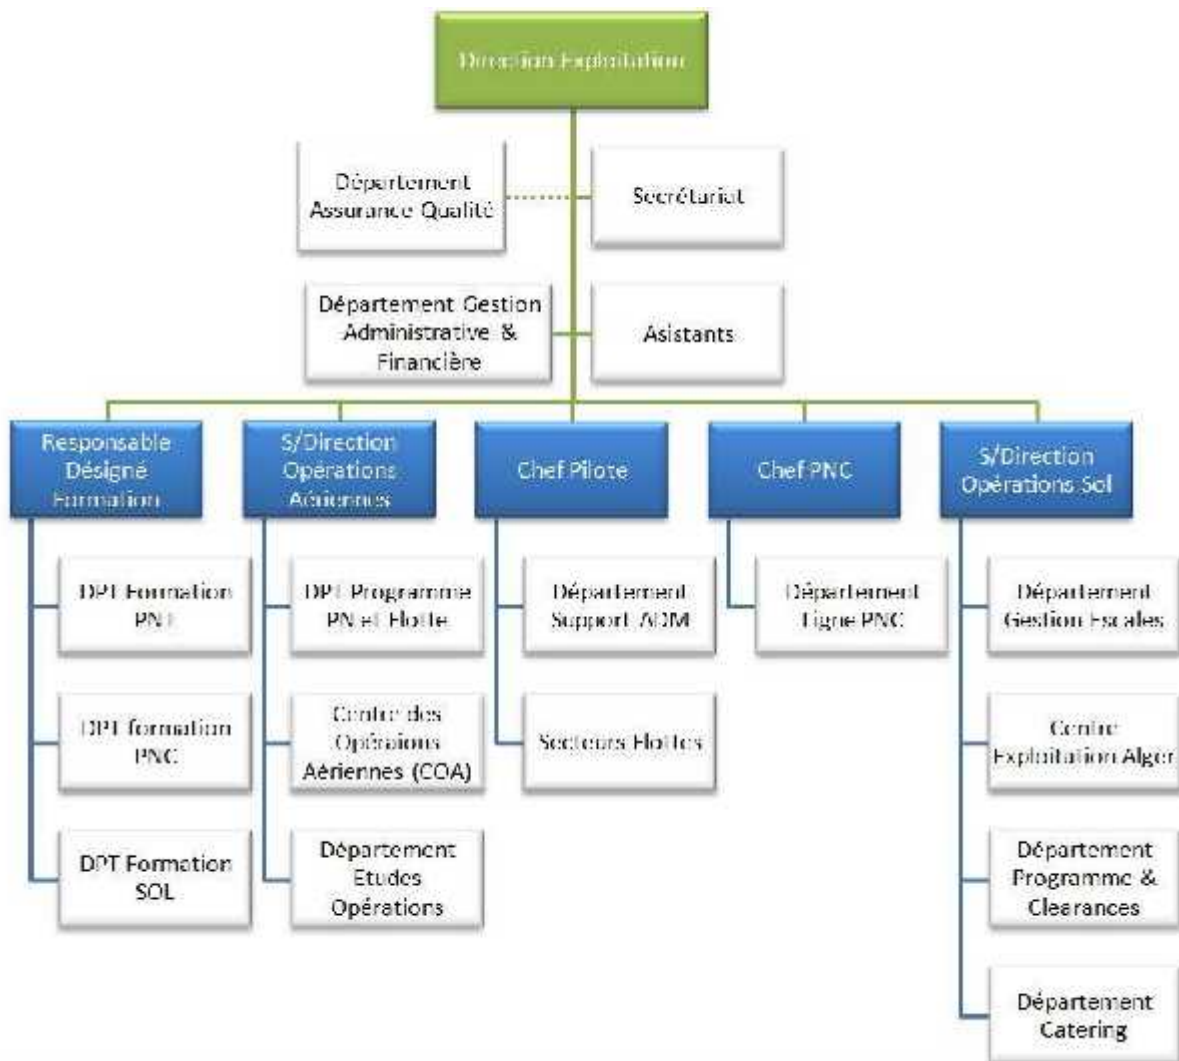 Direction Exploitation
Département
Assurance Qualité
Secrétariat
Département Gestion
Administrative &
Financière
Asistants
Responsable
Désigné
Formation
S/Direction
Opérations
Aériennes
Chef Pilote
Chef PNC
S/Direction
Opérations Sol
DPT Formation
PNT
DPT Programme
PN et Flotte
Département
Support ADM
Département
Ligne PNC
Département
Gestion Escales
DPT formation
PNC
Centre des
Opéraions
Aériennes (COA)
Secteurs Flottes
Centre
Exploitation Alger
DPT Formation
SOL
Département
Etudes
Opérations
Département
Programme &
Clearances
Département
Catering